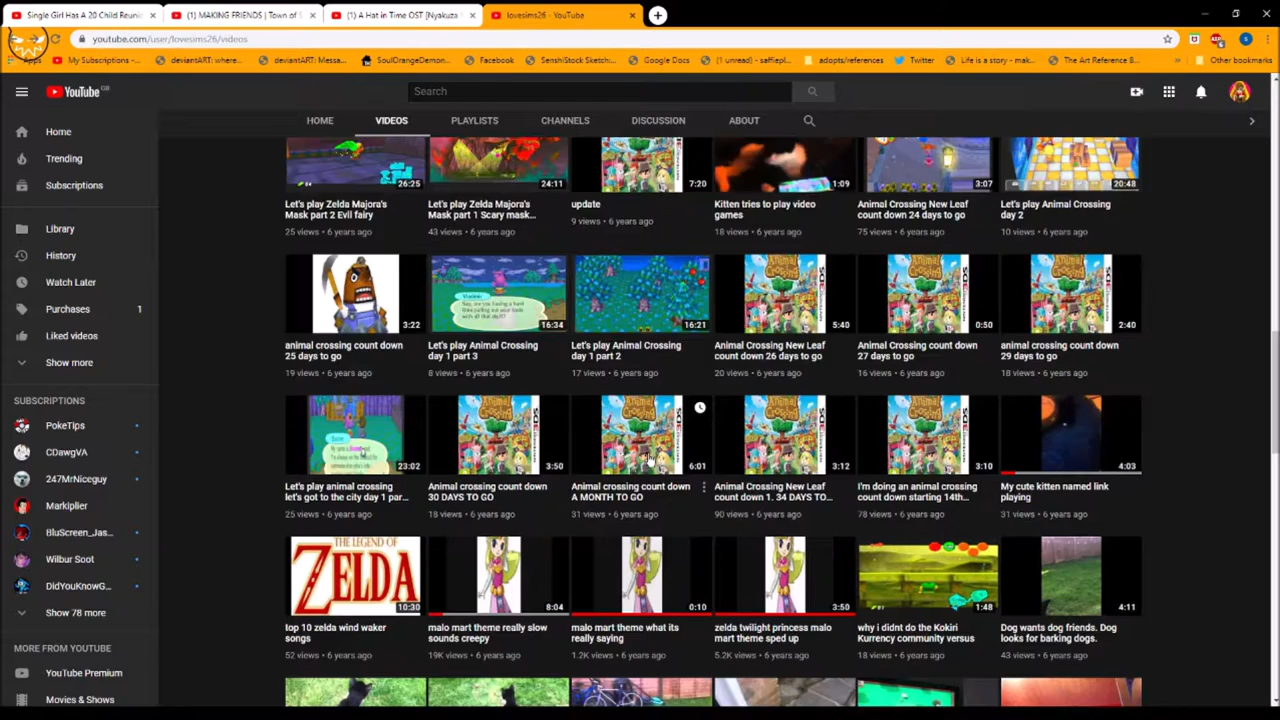 Single Girl Has A 20 Child Reuni
(1) MAKING FRIENDS | Town of S
(1) A Hat in Time OST [Nyakuza
lovesims26 - YouTube
youtube.com/user/lovesims26/videos
Apps
My Subscriptions -...
deviantART: where...
deviantArt: Messa...
SoulOrangeDemon...
Facebook
SenshiStock Sketch:...
Google Docs
(1 unread) - saffiepl...
adopts/references
Twitter
Life is a story - mak...
The Art Reference B...
Other bookmarks
YouTube GB
Search
HOME
VIDEOS
PLAYLISTS
CHANNELS
DISCUSSION
ABOUT
Home
Trending
Subscriptions
Library
History
Watch Later
Purchases 1
Liked videos
Show more
SUBSCRIPTIONS
PokeTips
CDawgVA
247MrNiceguy
Markiplier
BluScreen_Jas...
Wilbur Soot
DidYouKnowG...
Show 78 more
MORE FROM YOUTUBE
YouTube Premium
Movies & Shows
26:25
Let's play Zelda Majora's
Mask part 2 Evil fairy
25 views • 6 years ago
24:11
Let's play Zelda Majora's
Mask part 1 Scary mask...
43 views • 6 years ago
7:20
update
9 views • 6 years ago
1:09
Kitten tries to play video
games
18 views • 6 years ago
3:07
Animal Crossing New Leaf
count down 24 days to go
75 views • 6 years ago
20:48
Let's play Animal Crossing
day 2
10 views • 6 years ago
3:22
animal crossing count down
25 days to go
19 views • 6 years ago
16:34
Let's play Animal Crossing
day 1 part 3
8 views • 6 years ago
16:21
Let's play Animal Crossing
day 1 part 2
17 views • 6 years ago
Animal Crossing
5:40
Animal Crossing New Leaf
count down 26 days to go
20 views • 6 years ago
Animal Crossing
0:50
Animal Crossing count down
27 days to go
16 views • 6 years ago
Animal Crossing
2:40
animal crossing count down
29 days to go
18 views • 6 years ago
23:02
Let's play animal crossing
let's got to the city day 1 par...
25 views • 6 years ago
Animal Crossing
3:50
Animal crossing count down
30 DAYS TO GO
18 views • 6 years ago
Animal Crossing
6:01
Animal crossing count down
A MONTH TO GO
31 views • 6 years ago
Animal Crossing
3:12
Animal Crossing New Leaf
count down 1. 34 DAYS TO...
90 views • 6 years ago
Animal Crossing
3:10
I'm doing an animal crossing
count down starting 14th...
78 views • 6 years ago
4:03
My cute kitten named link
playing
31 views • 6 years ago
THE LEGEND OF
ZELDA
10:30
top 10 zelda wind waker
songs
52 views • 6 years ago
8:04
malo mart theme really slow
sounds creepy
19K views • 6 years ago
0:10
malo mart theme what its
really saying
1.2K views • 6 years ago
3:50
zelda twilight princess malo
mart theme sped up
5.2K views • 6 years ago
1:48
why i didnt do the Kokiri
Kurrency community versus
18 views • 6 years ago
4:11
Dog wants dog friends. Dog
looks for barking dogs.
43 views • 6 years ago